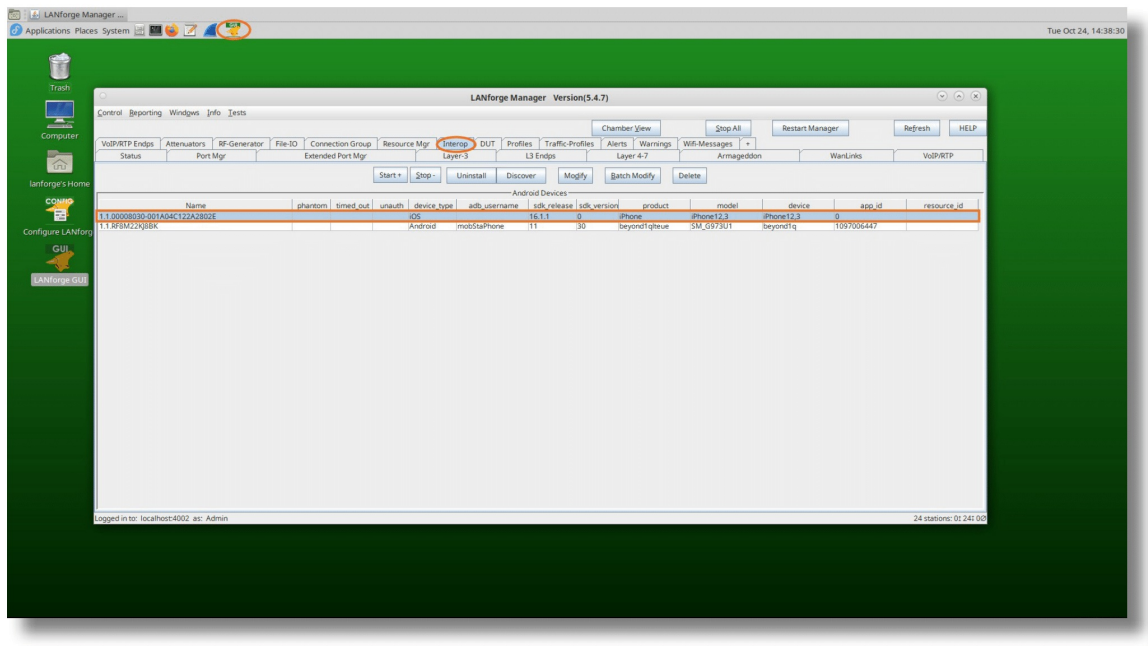 LANforge Manager ...
Applications Places System
Tue Oct 24, 14:38:30
Trash
Computer
lanforge's Home
CONFIG
Configure LANforg
GUI
LANforge GUI
LANforge Manager Version(5.4.7)
Control Reporting Windows Info Tests
Chamber View Stop All Restart Manager Refresh HELP
VoIP/RTP Endps Attenuators RF-Generator File-IO Connection Group Resource Mgr Interop DUT Profiles Traffic-Profiles Alerts Warnings Wifi-Messages +
Status Port Mgr Extended Port Mgr Layer-3 L3 Endps Layer 4-7 Armageddon WanLinks VoIP/RTP
Start + Stop - Uninstall Discover Modify Batch Modify Delete
Android Devices
Name phantom timed_out unauth device_type adb_username sdk_release sdk_version product model device app_id resource_id
1.1.00008030-001A04C122A2802E iOS 16.1.1 0 iPhone iPhone12,3 iPhone12,3 0
1.1.RF8M22KJ8BK Android mobStaPhone 11 30 beyond1qlteue SM_G973U1 beyond1q 1097006447
Logged in to: localhost:4002 as: Admin
24 stations: